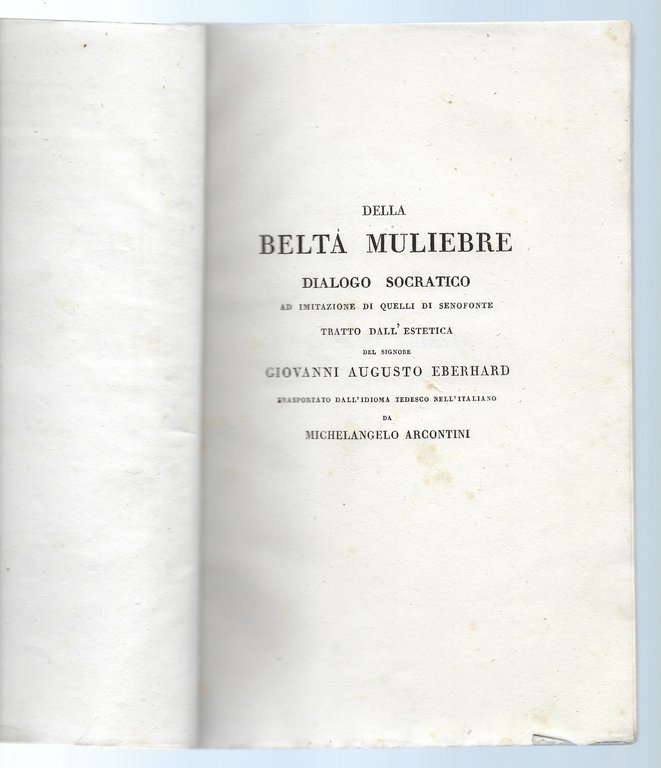 DELLA
BELTÀ MULIEBRE
DIALOGO SOCRATICO
AD IMITAZIONE DI QUELLI DI SENOFONTE
TRATTO DALL'ESTETICA
DEL SIGNORE
GIOVANNI AUGUSTO EBERHARD
TRASPORTATO DALL'IDIOMA TEDESCO NELL'ITALIANO
DA
MICHELANGELO ARCONTINI